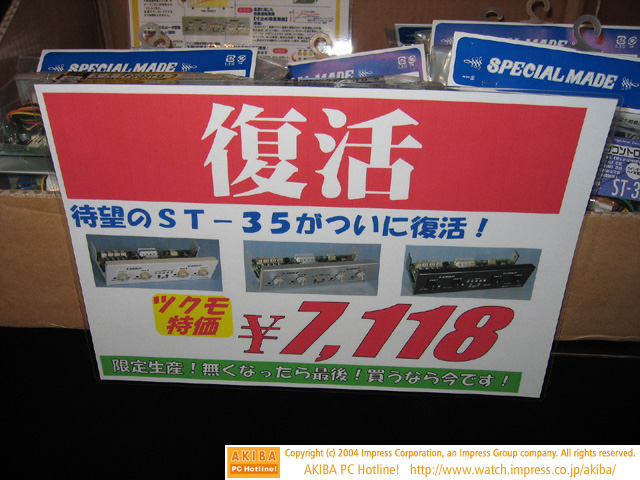 SPECIAL MADE
SPECIAL MADE
ST-3
復活
待望のST-35がついに復活！
ツクモ
特価
¥7,118
限定生産！無くなったら最後！買うなら今です！
AKIBA
PC Hotline!
Copyright (c) 2004 Impress Corporation, an Impress Group company. All rights reserved.
AKIBA PC Hotline! http://www.watch.impress.co.jp/akiba/